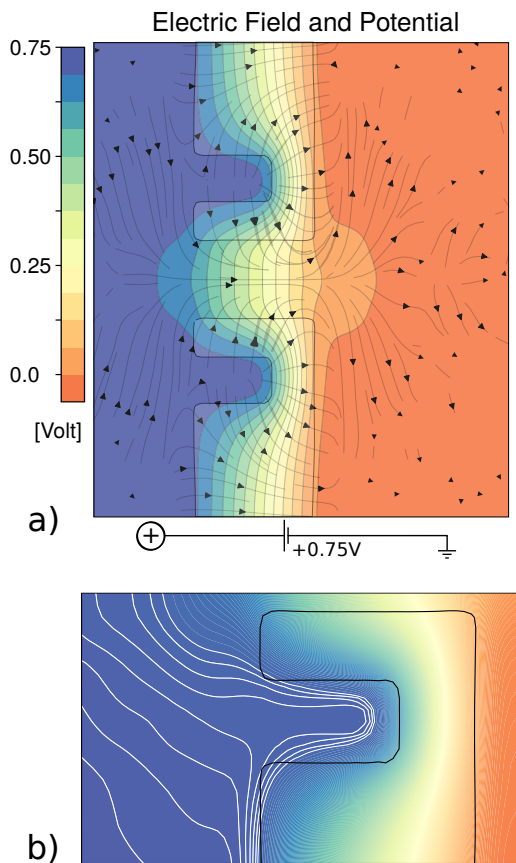 Electric Field and Potential
0.75
0.50
0.25
0.0
[Volt]
a)
+
+0.75V
b)